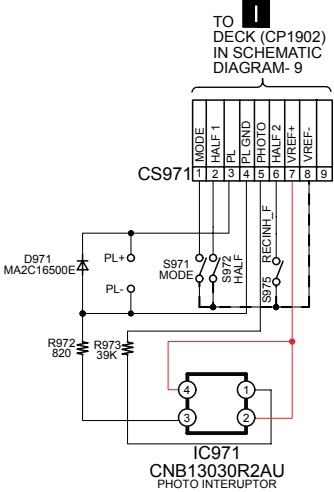 TO I
DECK (CP1902)
IN SCHEMATIC
DIAGRAM- 9
CS971
MODE
HALF 1
PL
PL GND
PHOTO
HALF 2
VREF+
VREF-
1 2 3 4 5 6 7 8 9
D971
MA2C16500E
PL+
PL-
S971
MODE
S972
HALF
S975
RECINH_F
R972
820
R973
39K
4 1
3 2
IC971
CNB13030R2AU
PHOTO INTERUPTOR